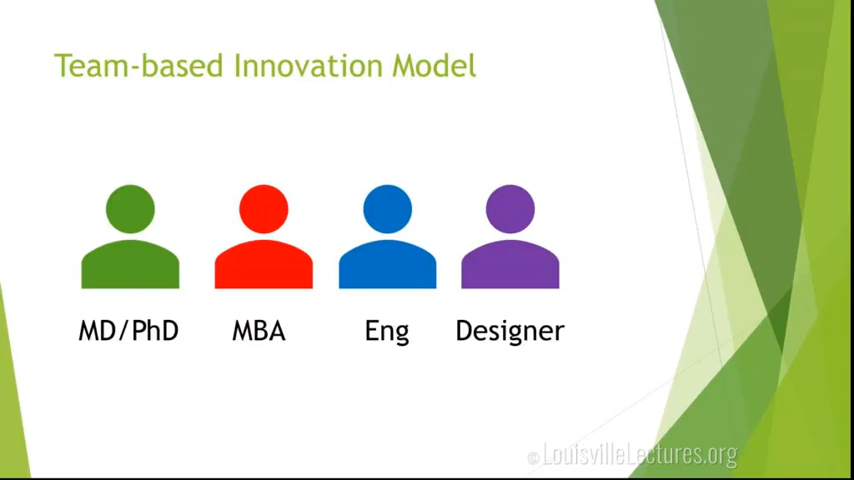 Team-based Innovation Model
MD/PhD MBA Eng Designer
©LouisvilleLectures.org